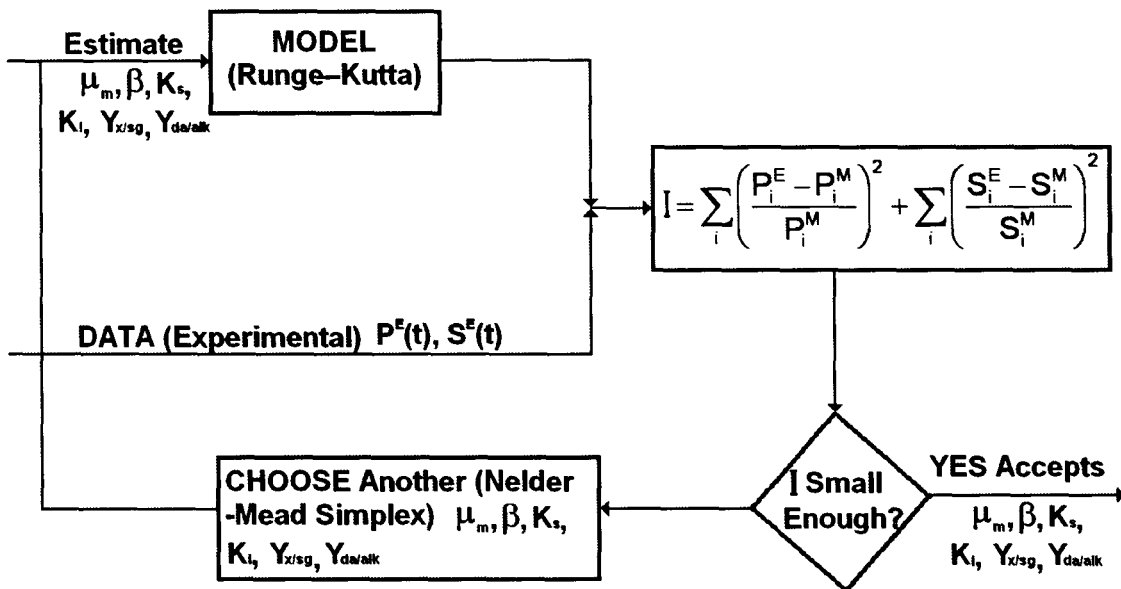 Estimate
μm, β, Ks,
KI, Yx/sg, Yda/alk
MODEL
(Runge–Kutta)
I = ∑i ((PiE – PiM) / PiM)2 + ∑i ((SiE – SiM) / SiM)2
DATA (Experimental) PE(t), SE(t)
CHOOSE Another (Nelder
-Mead Simplex) μm, β, Ks,
Ki, Yx/sg, Yda/alk
I Small
Enough?
YES Accepts
μm, β, Ks,
KI, Yx/sg, Yda/alk